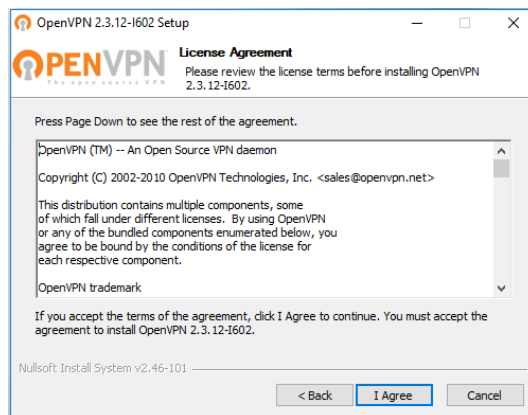 OpenVPN 2.3.12-I602 Setup
OPENVPN
The open source VPN
License Agreement
Please review the license terms before installing OpenVPN
2.3.12-I602.
Press Page Down to see the rest of the agreement.
OpenVPN (TM) -- An Open Source VPN daemon
Copyright (C) 2002-2010 OpenVPN Technologies, Inc. <sales@openvpn.net>
This distribution contains multiple components, some
of which fall under different licenses.  By using OpenVPN
or any of the bundled components enumerated below, you
agree to be bound by the conditions of the license for
each respective component.
OpenVPN trademark
If you accept the terms of the agreement, click I Agree to continue. You must accept the
agreement to install OpenVPN 2.3.12-I602.
Nullsoft Install System v2.46-101
< Back
I Agree
Cancel